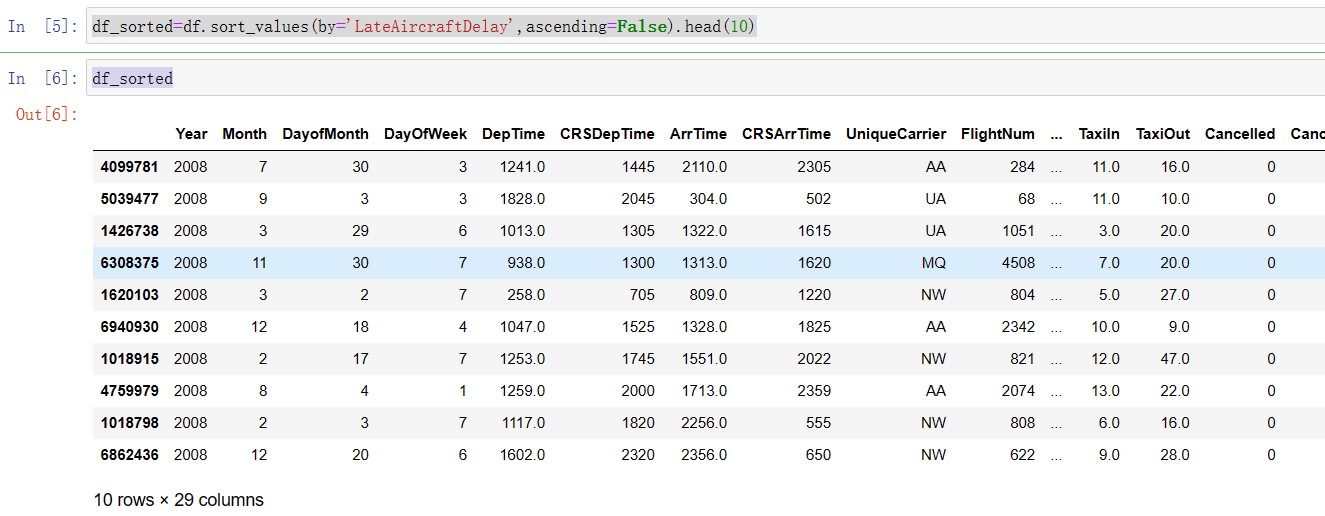 In [5]: df_sorted=df.sort_values(by='LateAircraftDelay',ascending=False).head(10)
In [6]: df_sorted
Out[6]:
Year Month DayofMonth DayOfWeek DepTime CRSDepTime ArrTime CRSArrTime UniqueCarrier FlightNum ... TaxiIn TaxiOut Cancelled Canc
4099781 2008 7 30 3 1241.0 1445 2110.0 2305 AA 284 ... 11.0 16.0 0
5039477 2008 9 3 3 1828.0 2045 304.0 502 UA 68 ... 11.0 10.0 0
1426738 2008 3 29 6 1013.0 1305 1322.0 1615 UA 1051 ... 3.0 20.0 0
6308375 2008 11 30 7 938.0 1300 1313.0 1620 MQ 4508 ... 7.0 20.0 0
1620103 2008 3 2 7 258.0 705 809.0 1220 NW 804 ... 5.0 27.0 0
6940930 2008 12 18 4 1047.0 1525 1328.0 1825 AA 2342 ... 10.0 9.0 0
1018915 2008 2 17 7 1253.0 1745 1551.0 2022 NW 821 ... 12.0 47.0 0
4759979 2008 8 4 1 1259.0 2000 1713.0 2359 AA 2074 ... 13.0 22.0 0
1018798 2008 2 3 7 1117.0 1820 2256.0 555 NW 808 ... 6.0 16.0 0
6862436 2008 12 20 6 1602.0 2320 2356.0 650 NW 622 ... 9.0 28.0 0
10 rows × 29 columns